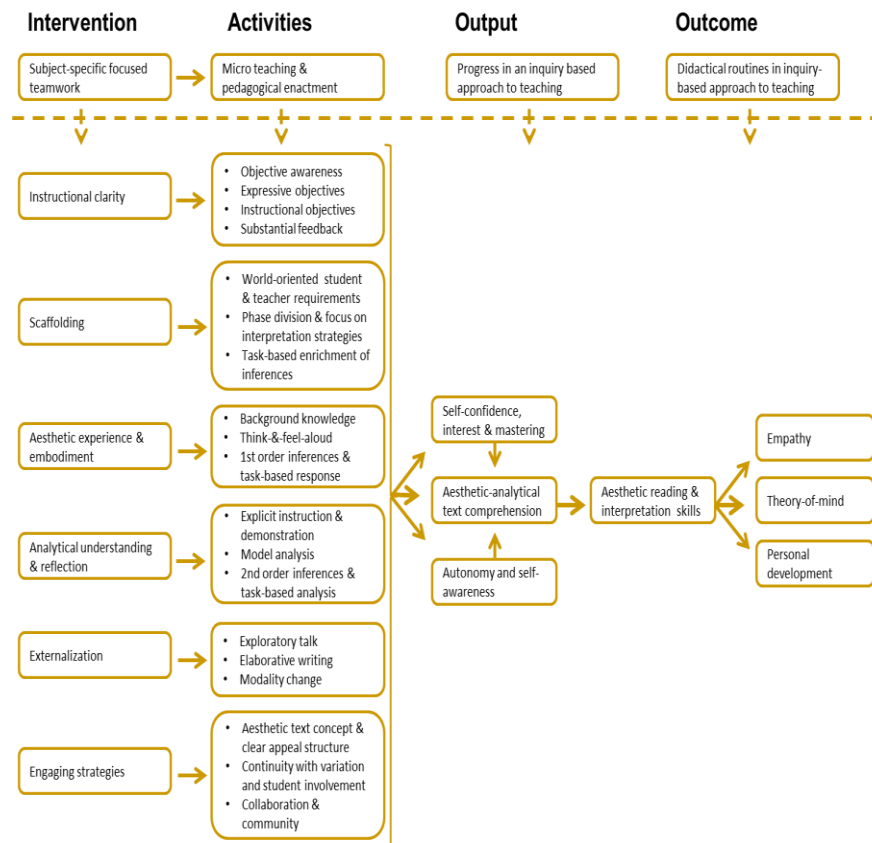 Intervention
Activities
Output
Outcome
Subject-specific focused
teamwork
Micro teaching &
pedagogical enactment
Progress in an inquiry based
approach to teaching
Didactical routines in inquiry-
based approach to teaching
Instructional clarity
• Objective awareness
• Expressive objectives
• Instructional objectives
• Substantial feedback
Scaffolding
• World-oriented student
& teacher requirements
• Phase division & focus on
interpretation strategies
• Task-based enrichment of
inferences
Aesthetic experience &
embodiment
• Background knowledge
• Think-&-feel-aloud
• 1st order inferences &
task-based response
Analytical understanding
& reflection
• Explicit instruction &
demonstration
• Model analysis
• 2nd order inferences &
task-based analysis
Externalization
• Exploratory talk
• Elaborative writing
• Modality change
Engaging strategies
• Aesthetic text concept &
clear appeal structure
• Continuity with variation
and student involvement
• Collaboration &
community
Self-confidence,
interest & mastering
Aesthetic-analytical
text comprehension
Autonomy and self-
awareness
Aesthetic reading &
interpretation skills
Empathy
Theory-of-mind
Personal
development